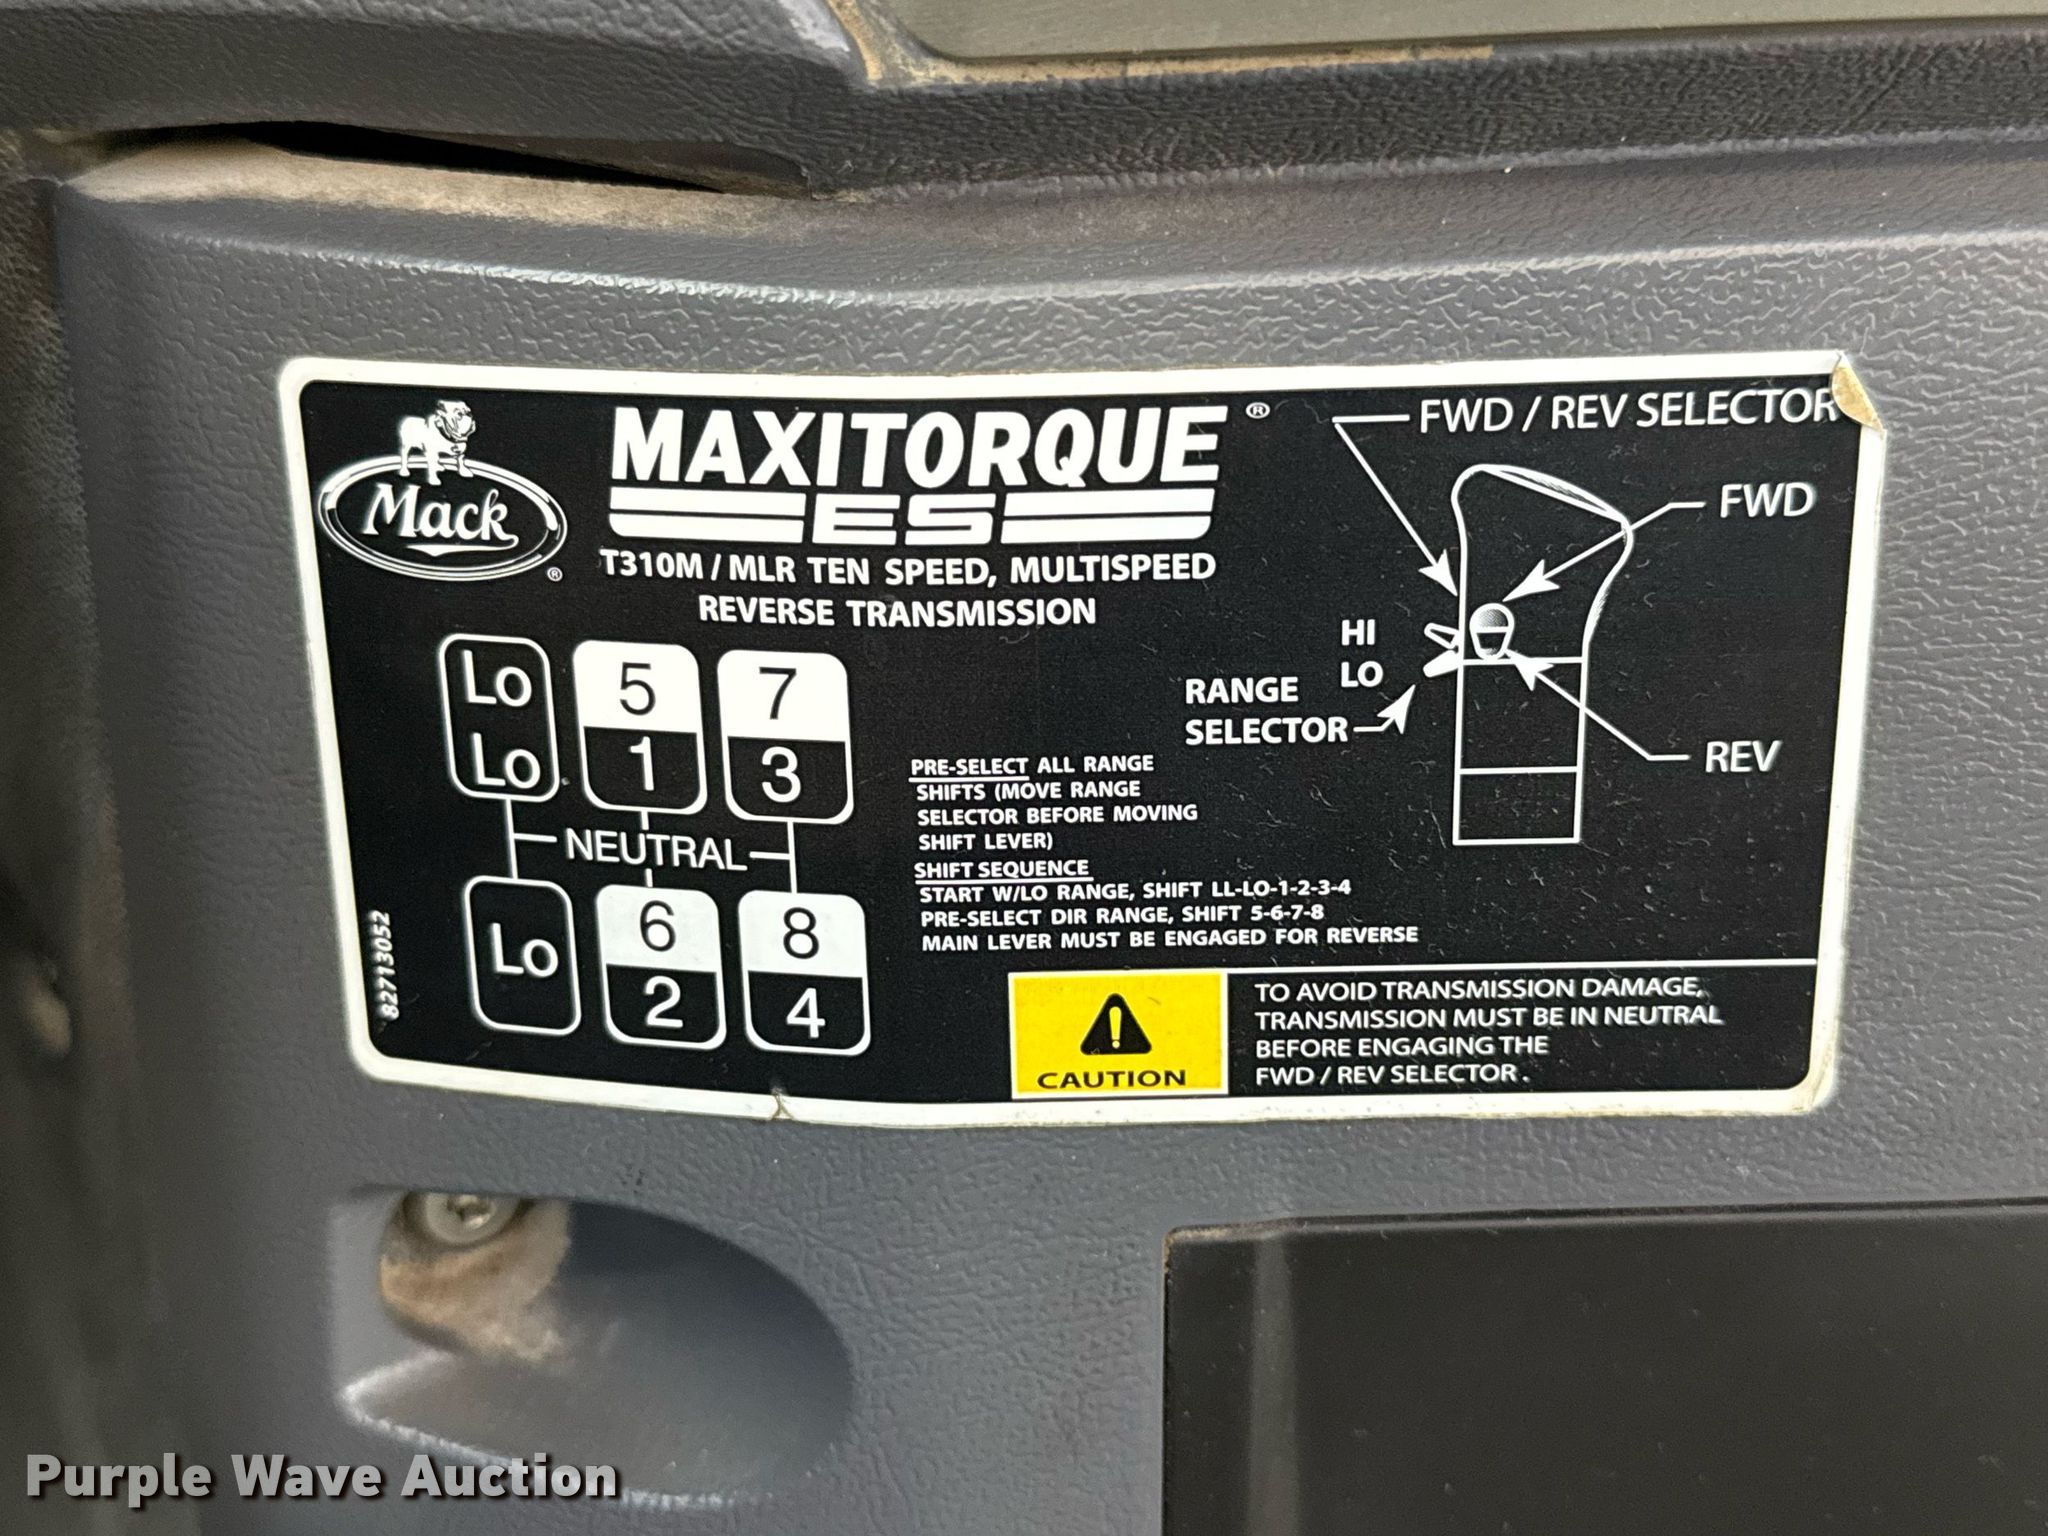 Mack ®
MAXITORQUE ®
ES
T310M / MLR TEN SPEED, MULTISPEED
REVERSE TRANSMISSION
Lo 5 7
Lo 1 3
NEUTRAL
Lo 6 8
2 4
82713052
FWD / REV SELECTOR
FWD
HI
LO
RANGE
SELECTOR
REV
PRE-SELECT ALL RANGE
SHIFTS (MOVE RANGE
SELECTOR BEFORE MOVING
SHIFT LEVER)
SHIFT SEQUENCE
START W/LO RANGE, SHIFT LL-LO-1-2-3-4
PRE-SELECT DIR RANGE, SHIFT 5-6-7-8
MAIN LEVER MUST BE ENGAGED FOR REVERSE
CAUTION
TO AVOID TRANSMISSION DAMAGE,
TRANSMISSION MUST BE IN NEUTRAL
BEFORE ENGAGING THE
FWD / REV SELECTOR.
Purple Wave Auction